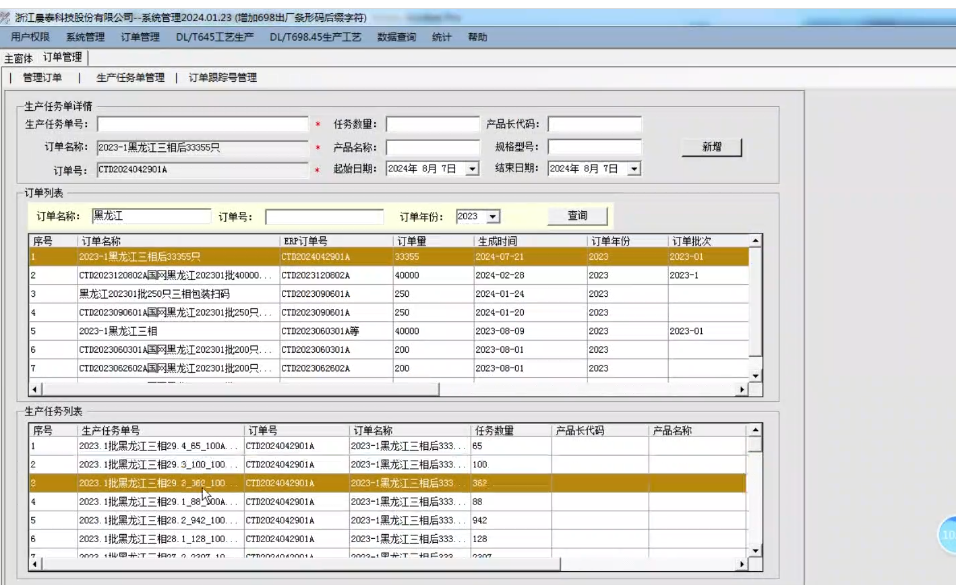 浙江晨泰科技股份有限公司--系统管理2024.01.23 (增加698出厂条形码后缀字符)
用户权限 系统管理 订单管理 DL/T645工艺生产 DL/T698.45生产工艺 数据查询 统计 帮助
主窗体 订单管理
| 管理订单 | 生产任务单管理 | 订单跟踪号管理
生产任务单详情
生产任务单号: * 任务数量: 产品长代码:
订单名称: 2023-1黑龙江三相后33355只 * 产品名称: 规格型号: 新增
订单号: CTD2024042901A * 起始日期: 2024年 8月 7日 结束日期: 2024年 8月 7日
订单列表
订单名称: 黑龙江 订单号: 订单年份: 2023 查询
序号 订单名称 ERP订单号 订单量 生成时间 订单年份 订单批次
1 2023-1黑龙江三相后33355只 CTD2024042901A 33355 2024-07-21 2023 2023-01
2 CTD2023120802A国网黑龙江202301批40000... CTD2023120802A 40000 2024-02-28 2023 2023-1
3 黑龙江202301批250只三相包装扫码 CTD2023090601A 250 2024-01-24 2023
4 CTD2023090601A国网黑龙江202301批250只... CTD2023090601A 250 2024-01-20 2023
5 2023-1黑龙江三相 CTD2023060301A等 40000 2023-08-09 2023 2023-01
6 CTD2023060301A国网黑龙江202301批200只... CTD2023060301A 200 2023-08-01 2023
7 CTD2023062602A国网黑龙江202301批200只... CTD2023062602A 200 2023-08-01 2023
生产任务列表
序号 生产任务单号 订单号 订单名称 任务数量 产品长代码 产品名称
1 2023.1批黑龙江三相29.4_65_100A... CTD2024042901A 2023-1黑龙江三相后333... 65
2 2023.1批黑龙江三相29.3_100_100... CTD2024042901A 2023-1黑龙江三相后333... 100
3 2023.1批黑龙江三相29.2_362_100... CTD2024042901A 2023-1黑龙江三相后333... 362
4 2023.1批黑龙江三相29.1_88_100A... CTD2024042901A 2023-1黑龙江三相后333... 88
5 2023.1批黑龙江三相28.2_942_100... CTD2024042901A 2023-1黑龙江三相后333... 942
6 2023.1批黑龙江三相28.1_128_100... CTD2024042901A 2023-1黑龙江三相后333... 128